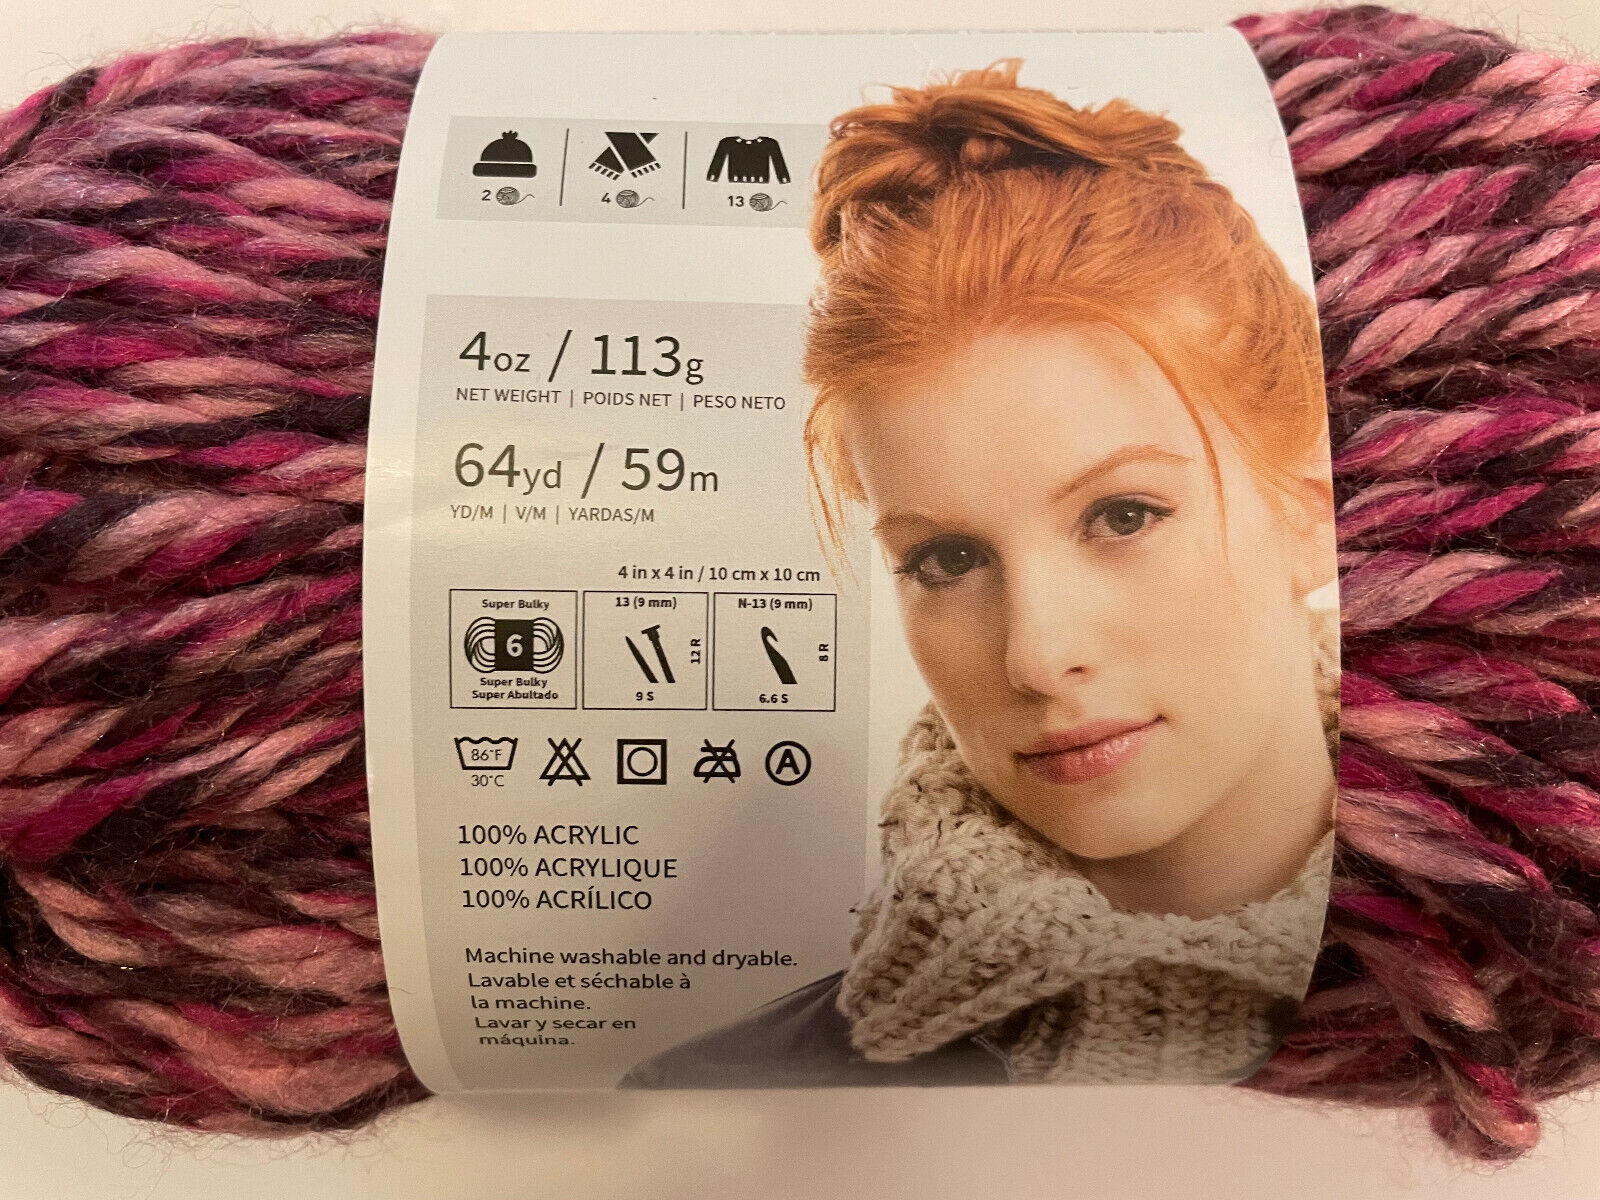 2 4 13
4oz / 113g
NET WEIGHT | POIDS NET | PESO NETO
64yd / 59m
YD/M | V/M | YARDAS/M
4 in x 4 in / 10 cm x 10 cm
Super Bulky
6
Super Bulky
Super Abultado
13 (9 mm)
12 R
9 S
N-13 (9 mm)
8 R
6.6 S
86°F
30°C
A
100% ACRYLIC
100% ACRYLIQUE
100% ACRÍLICO
Machine washable and dryable.
Lavable et séchable à
la machine.
Lavar y secar en
máquina.